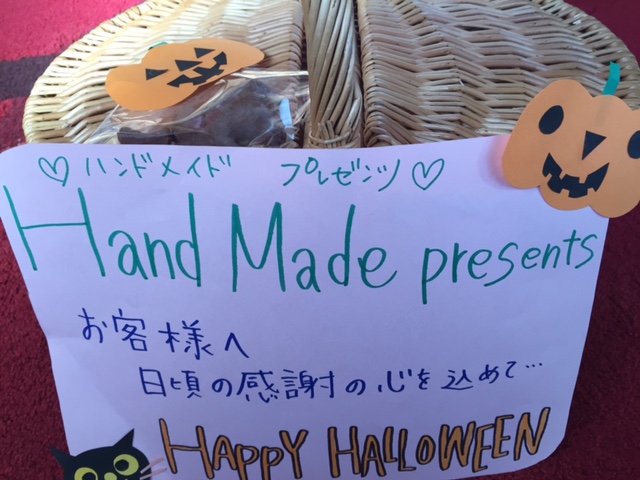 ♡ハンドメイド プレゼンツ♡
Hand Made presents
お客様へ
日頃の感謝の心を込めて…
HAPPY HALLOWEEN